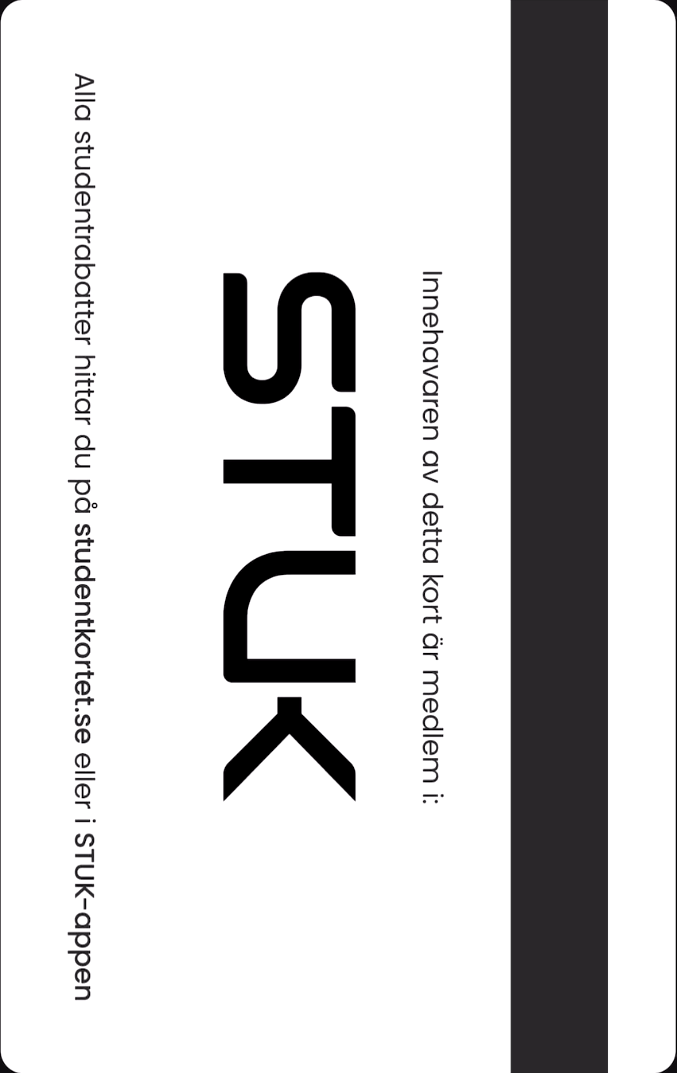 Innehavaren av detta kort är medlem i:
STUK
Alla studentrabatter hittar du på studentkortet.se eller i STUK-appen